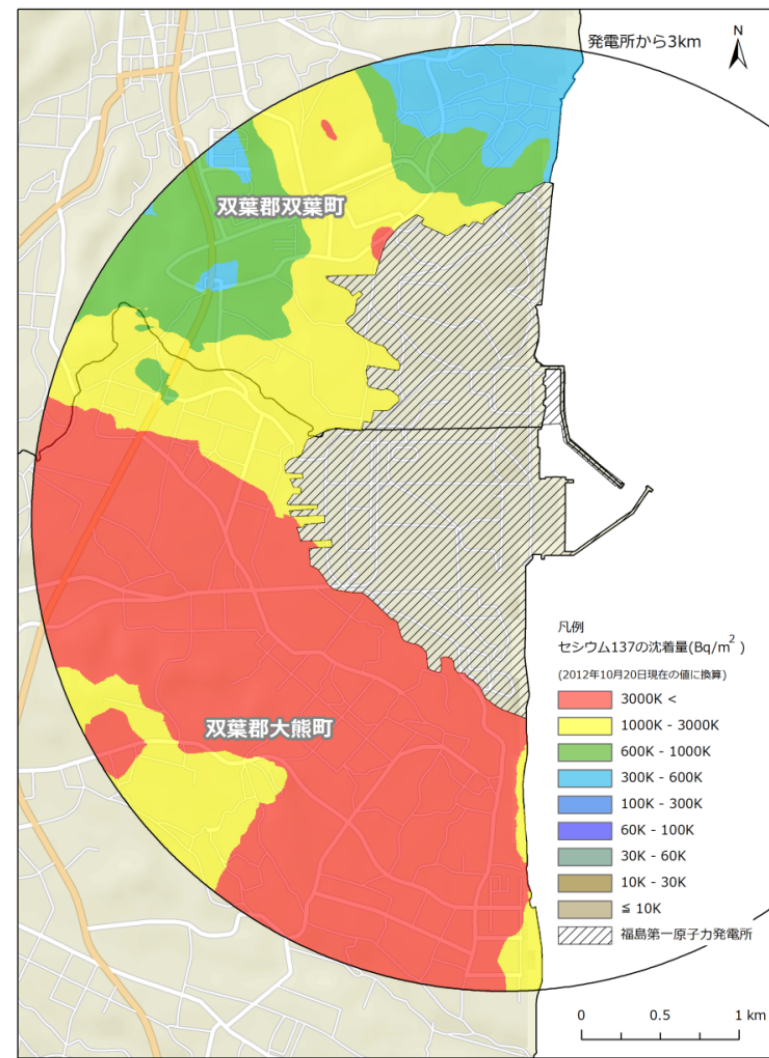 発電所から3km
N
双葉郡双葉町
双葉郡大熊町
凡例
セシウム137の沈着量(Bq/m²)
(2012年10月20日現在の値に換算)
3000K <
1000K - 3000K
600K - 1000K
300K - 600K
100K - 300K
60K - 100K
30K - 60K
10K - 30K
≦ 10K
福島第一原子力発電所
0 0.5 1 km